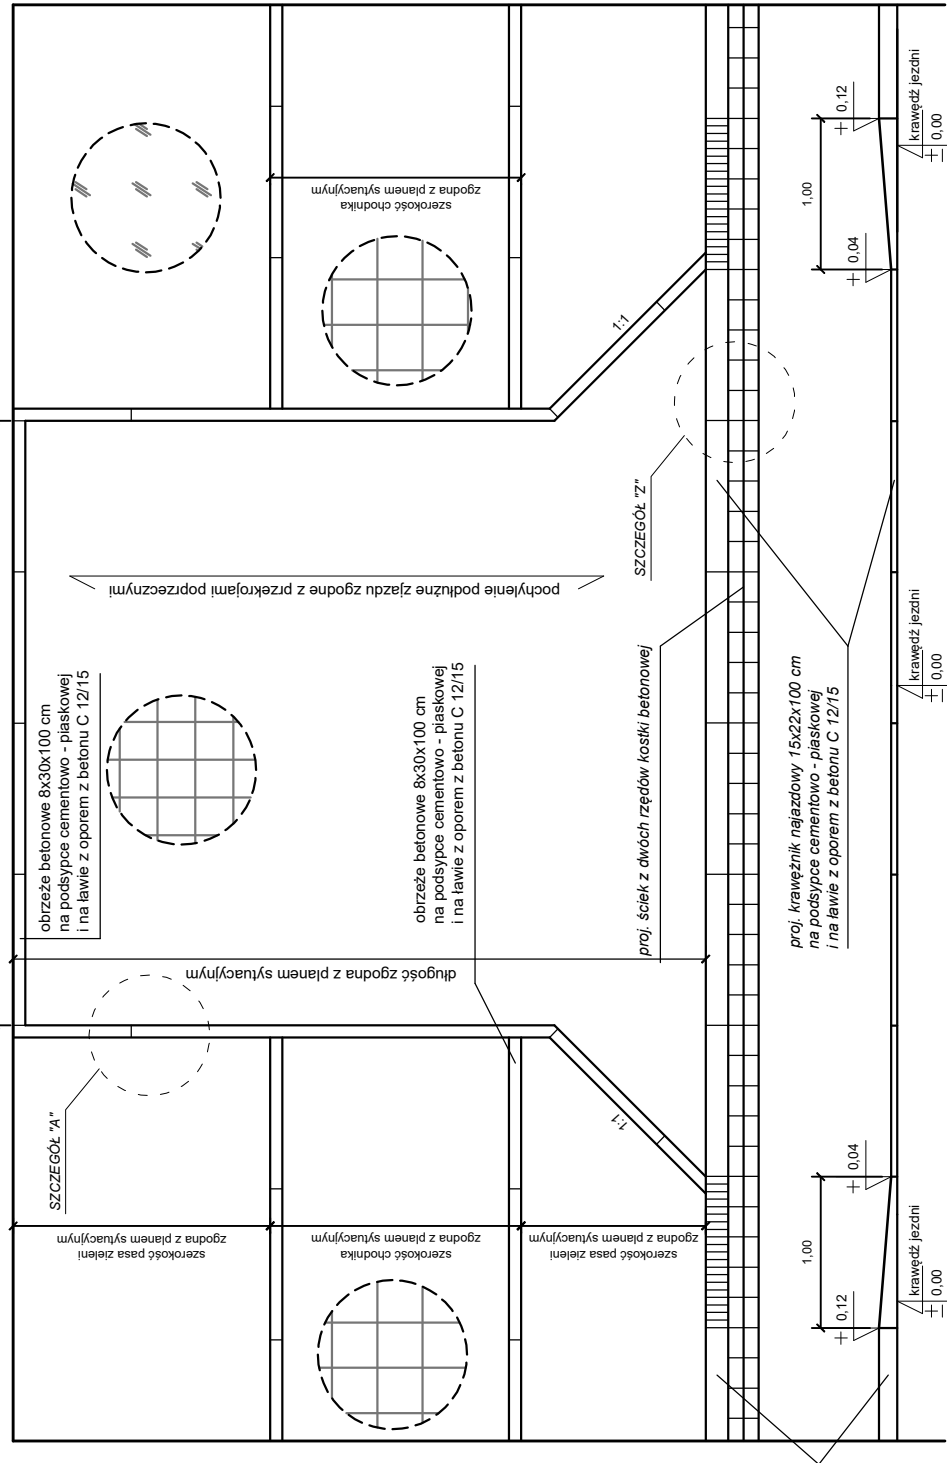 krawędź jezdni
+ 0,00
+ 0,12
1,00
+ 0,04
szerokość chodnika
zgodna z planem sytuacyjnym
1:1
SZCZEGÓŁ "Z"
pochylenie podłużne zjazdu zgodne z przekrojami poprzecznymi
obrzeże betonowe 8x30x100 cm
na podsypce cementowo - piaskowej
i na ławie z oporem z betonu C 12/15
obrzeże betonowe 8x30x100 cm
na podsypce cementowo - piaskowej
i na ławie z oporem z betonu C 12/15
proj. ściek z dwóch rzędów kostki betonowej
proj. krawężnik najazdowy 15x22x100 cm
na podsypce cementowo - piaskowej
i na ławie z oporem z betonu C 12/15
krawędź jezdni
+ 0,00
długość zgodna z planem sytuacyjnym
SZCZEGÓŁ "A"
1:1
szerokość pasa zieleni
zgodna z planem sytuacyjnym
szerokość chodnika
zgodna z planem sytuacyjnym
szerokość pasa zieleni
zgodna z planem sytuacyjnym
+ 0,04
1,00
+ 0,12
krawędź jezdni
+ 0,00